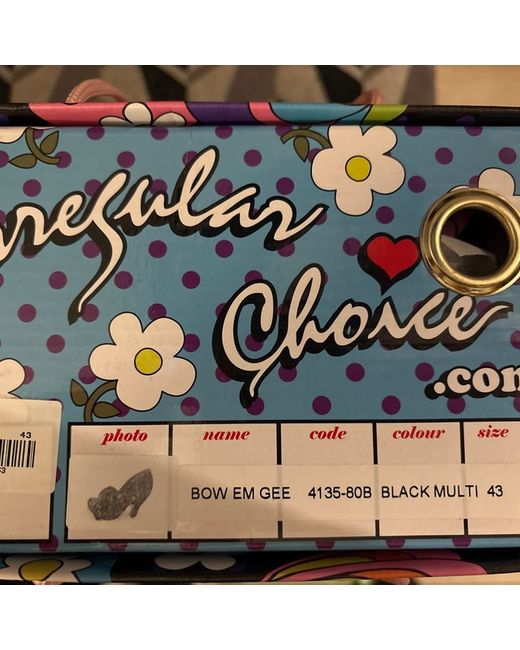 rregular
Choice
.com
43
photo name code colour size
BOW EM GEE 4135-80B BLACK MULTI 43